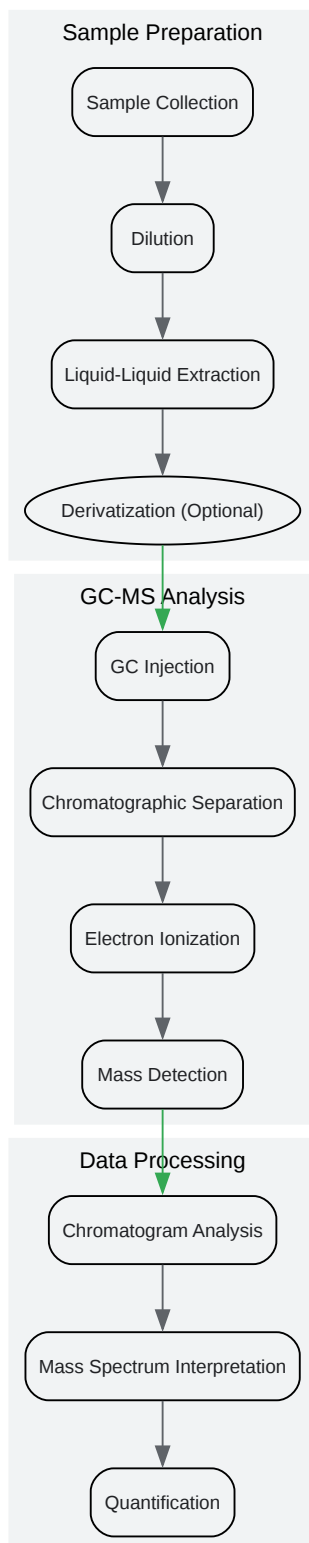 Sample Preparation
Sample Collection
Dilution
Liquid-Liquid Extraction
Derivatization (Optional)
GC-MS Analysis
GC Injection
Chromatographic Separation
Electron Ionization
Mass Detection
Data Processing
Chromatogram Analysis
Mass Spectrum Interpretation
Quantification